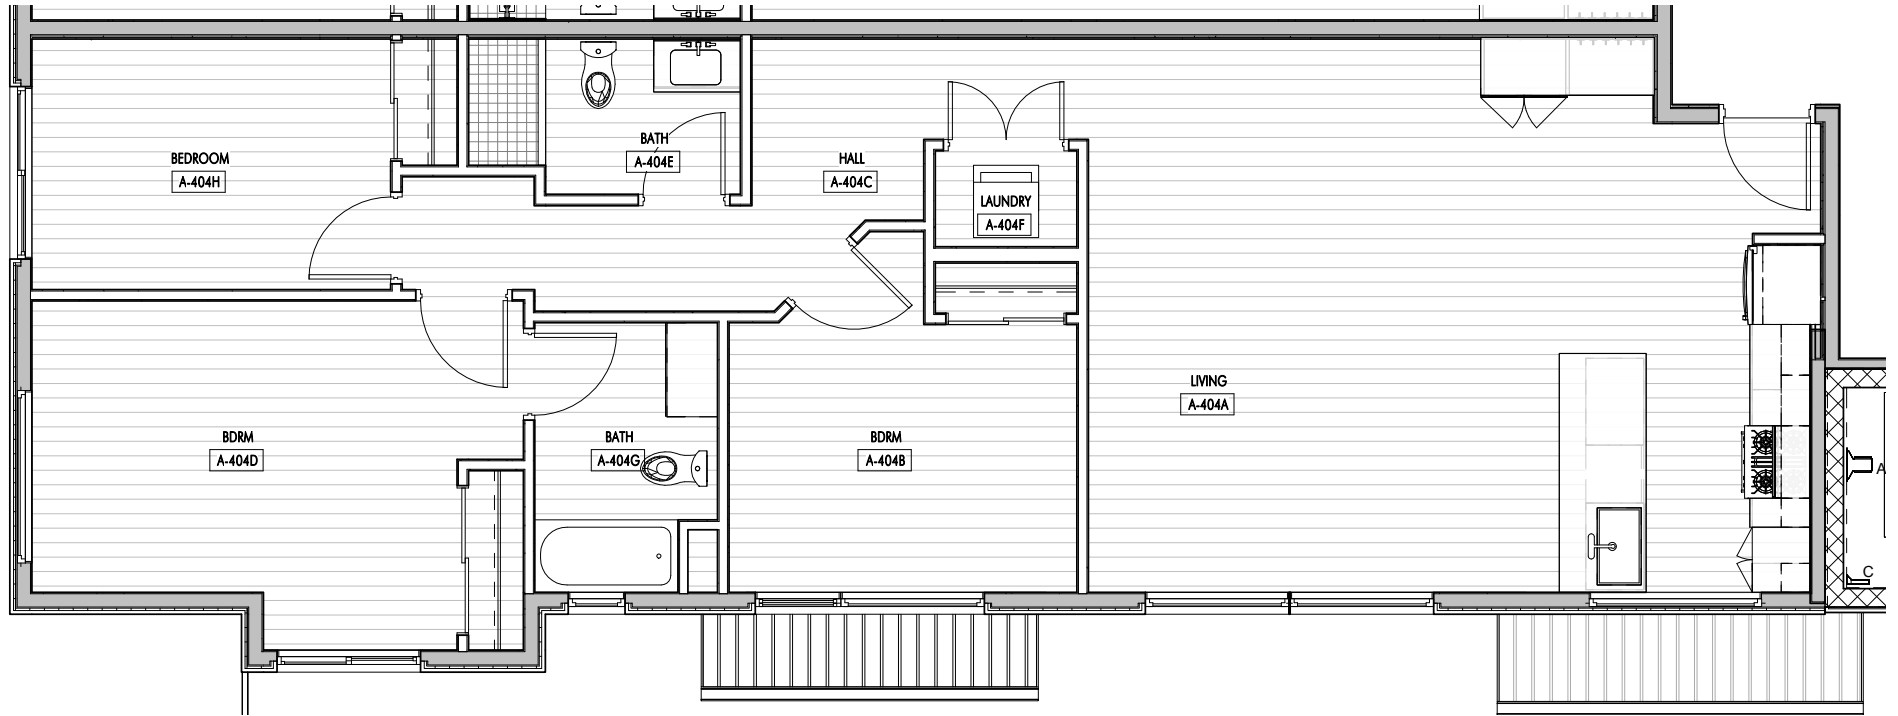 BEDROOM
A-404H
BATH
A-404E
HALL
A-404C
LAUNDRY
A-404F
LIVING
A-404A
BDRM
A-404D
BATH
A-404G
BDRM
A-404B
A
C